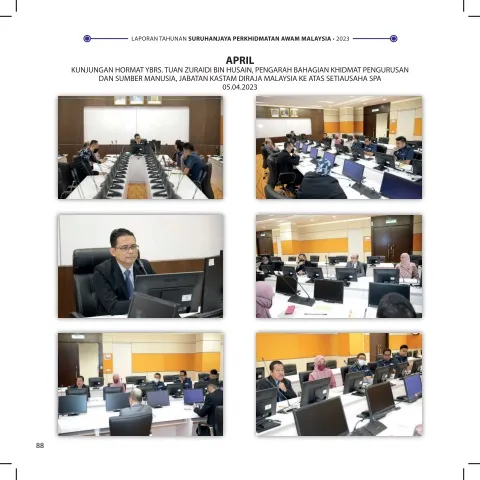 LAPORAN TAHUNAN SURUHANJAYA PERKHIDMATAN AWAM MALAYSIA • 2023
APRIL
KUNJUNGAN HORMAT YBRS. TUAN ZURAIDI BIN HUSAIN, PENGARAH BAHAGIAN KHIDMAT PENGURUSAN
DAN SUMBER MANUSIA, JABATAN KASTAM DIRAJA MALAYSIA KE ATAS SETIAUSAHA SPA
05.04.2023
88